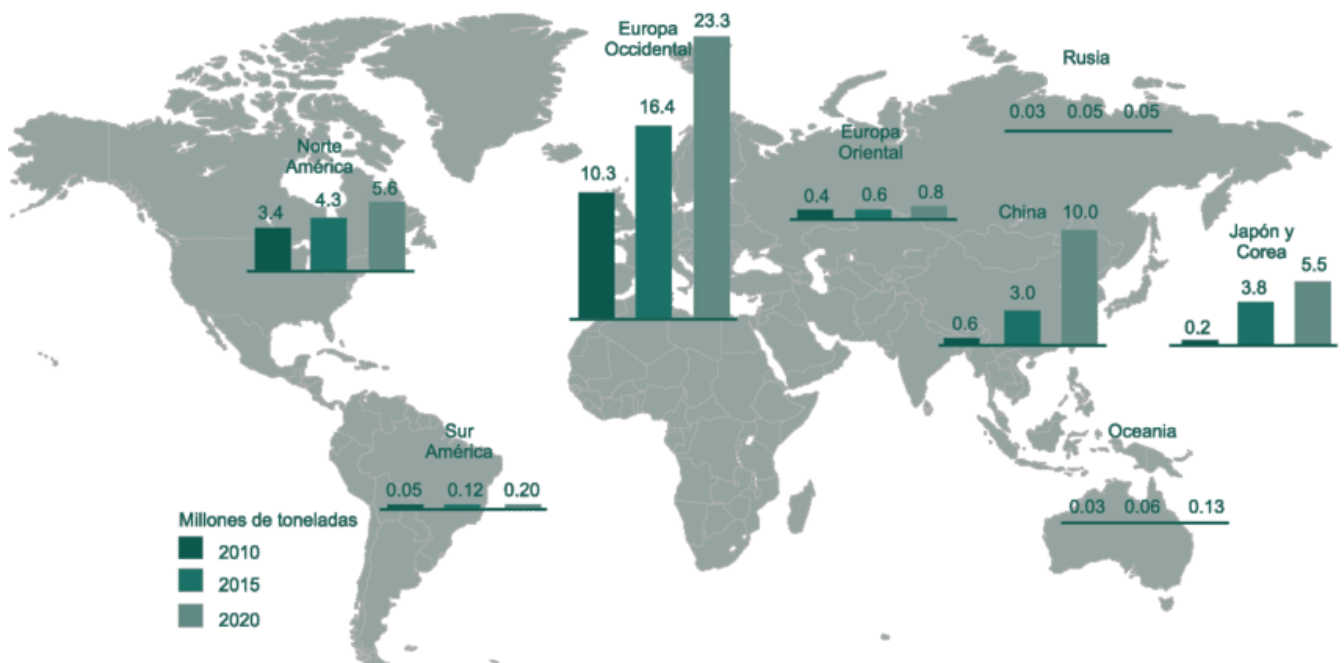 Norte
América
3.4 4.3 5.6
Europa
Occidental
10.3 16.4 23.3
Europa
Oriental
0.4 0.6 0.8
Rusia
0.03 0.05 0.05
China
0.6 3.0 10.0
Japón y
Corea
0.2 3.8 5.5
Sur
América
0.05 0.12 0.20
Oceania
0.03 0.06 0.13
Millones de toneladas
2010
2015
2020